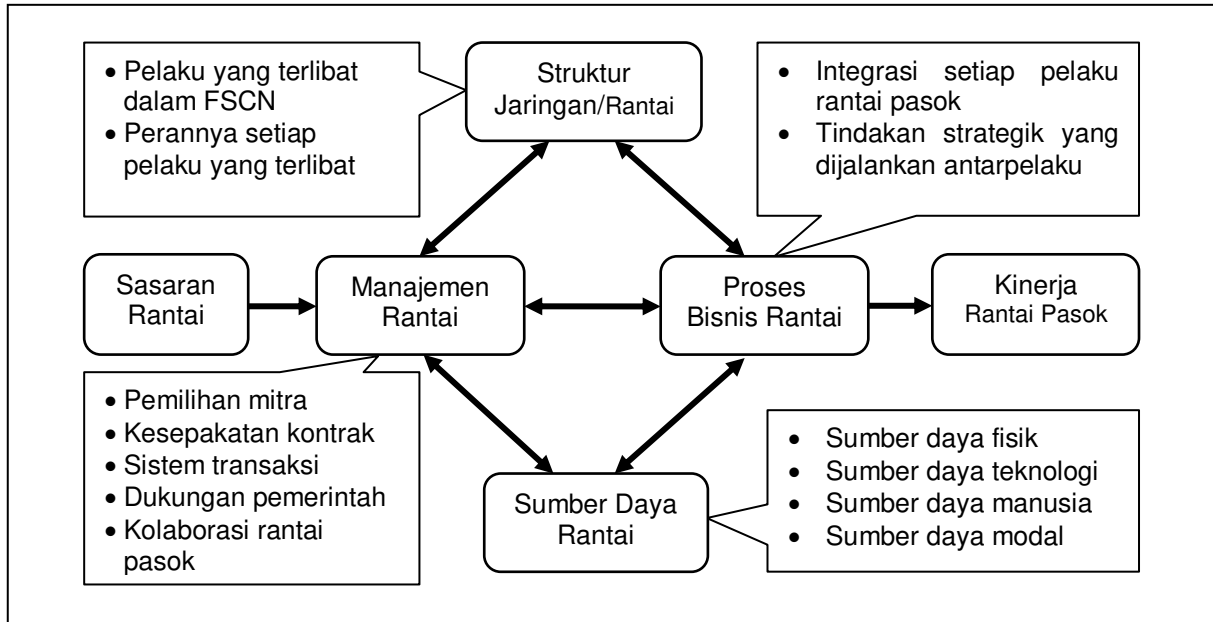 • Pelaku yang terlibat
dalam FSCN
• Perannya setiap
pelaku yang terlibat
Struktur
Jaringan/Rantai
• Integrasi setiap pelaku
rantai pasok
• Tindakan strategik yang
dijalankan antarpelaku
Sasaran
Rantai
Manajemen
Rantai
Proses
Bisnis Rantai
Kinerja
Rantai Pasok
• Pemilihan mitra
• Kesepakatan kontrak
• Sistem transaksi
• Dukungan pemerintah
• Kolaborasi rantai
pasok
Sumber Daya
Rantai
• Sumber daya fisik
• Sumber daya teknologi
• Sumber daya manusia
• Sumber daya modal